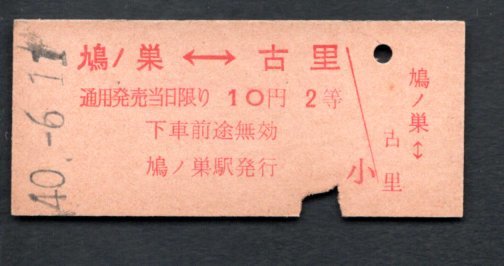 鳩ノ巣 ↔ 古里
通用発売当日限り 10円 2等
下車前途無効
鳩ノ巣駅発行
小
鳩ノ巣↔
古里
40.-6.11